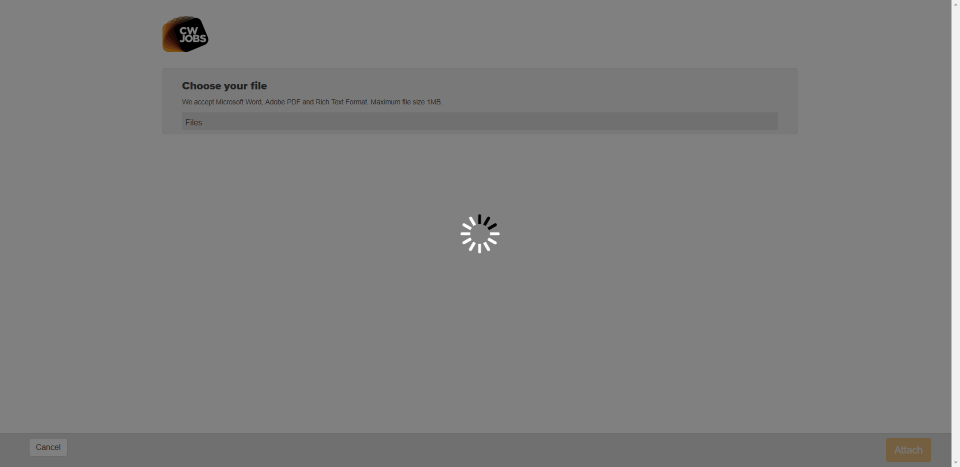 CW
JOBS
Choose your file
We accept Microsoft Word, Adobe PDF and Rich Text Format. Maximum file size 1MB
Files
Cancel
Attach